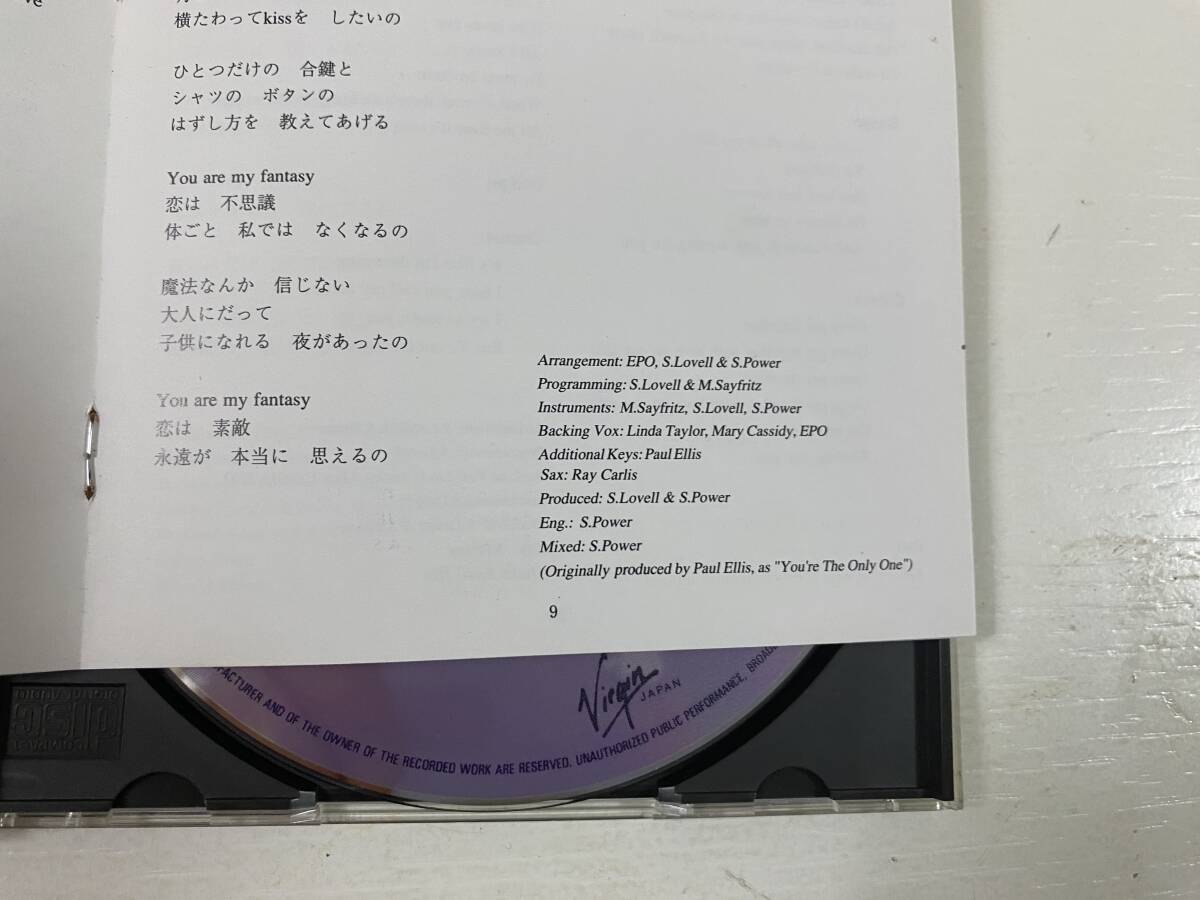 横たわってkissを　したいの
ひとつだけの　合鍵と
シャツの　ボタンの
はずし方を　教えてあげる
You are my fantasy
恋は　不思議
体ごと　私では　なくなるの
魔法なんか　信じない
大人にだって
子供になれる　夜があったの
You are my fantasy
恋は　素敵
永遠が　本当に　思えるの
Arrangement: EPO, S.Lovell & S.Power
Programming: S.Lovell & M.Sayfritz
Instruments: M.Sayfritz, S.Lovell, S.Power
Backing Vox: Linda Taylor, Mary Cassidy, EPO
Additional Keys: Paul Ellis
Sax: Ray Carlis
Produced: S.Lovell & S.Power
Eng.: S.Power
Mixed: S.Power
(Originally produced by Paul Ellis, as "You're The Only One")
9
Virgin
JAPAN
AND OF THE OWNER OF THE RECORDED WORK ARE RESERVED. UNAUTHORIZED PUBLIC PERFORMANCE,